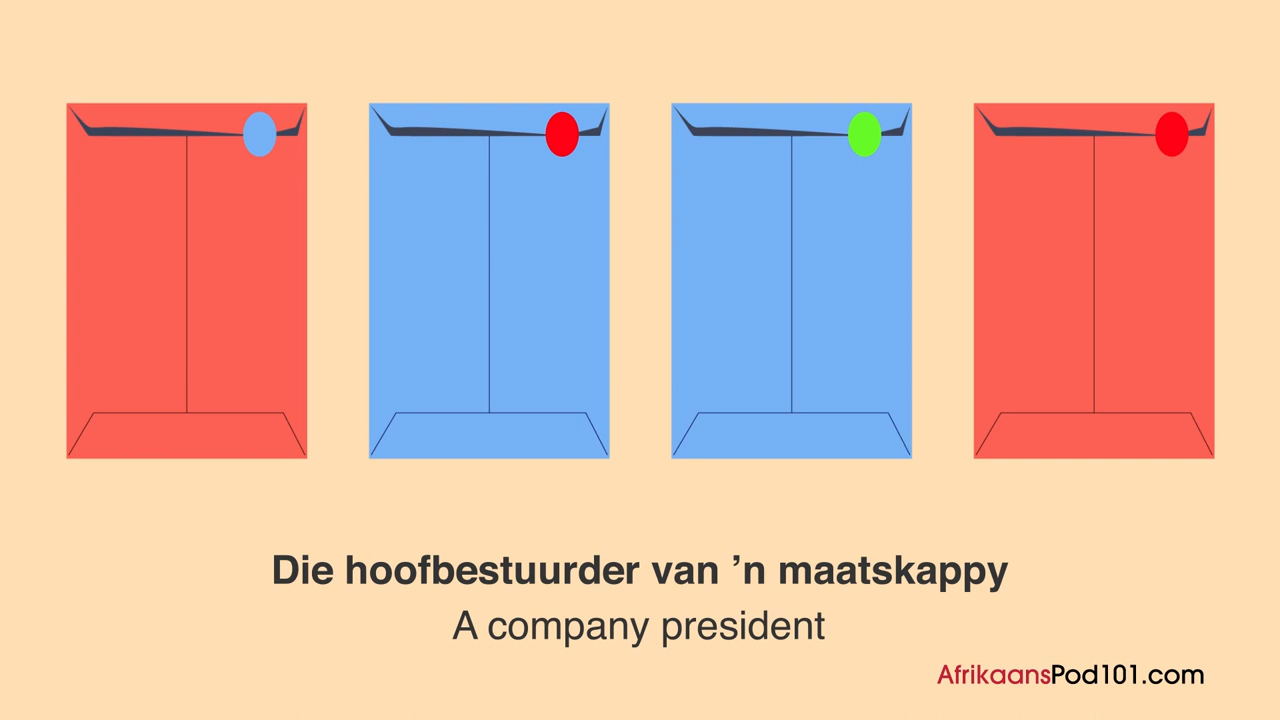 Die hoofbestuurder van ’n maatskappy
A company president
AfrikaansPod101.com